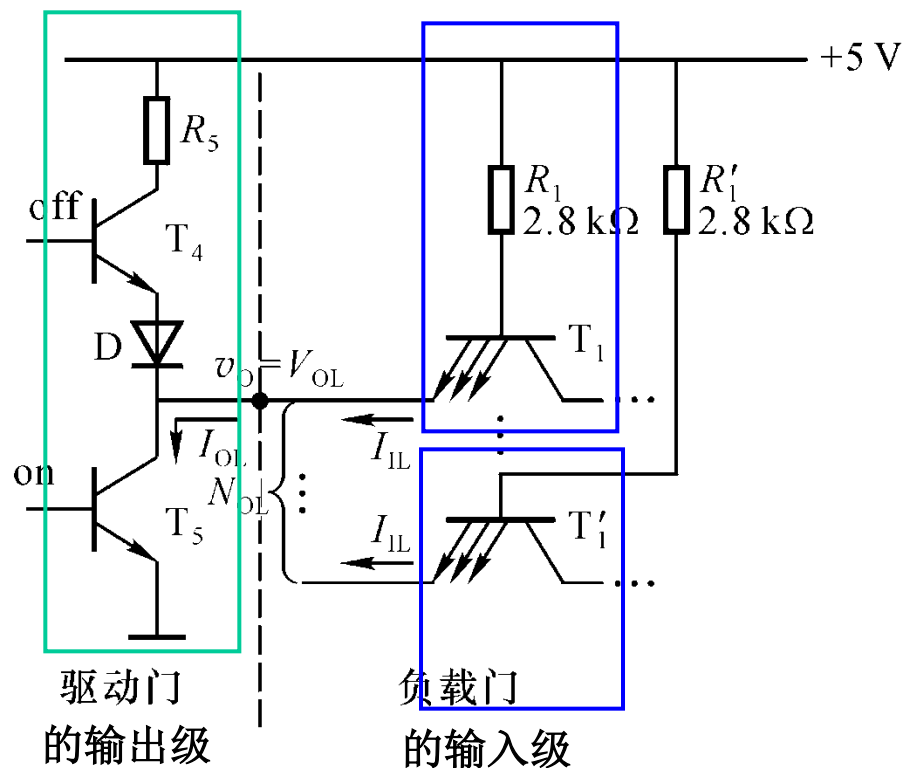 +5 V
R5
R1
2.8 kΩ
R′1
2.8 kΩ
off
T4
D
vO=VOL
T1
···
IOL
IIL
on
NOL
T5
IIL
T′1
···
驱动门
的输出级
负载门
的输入级